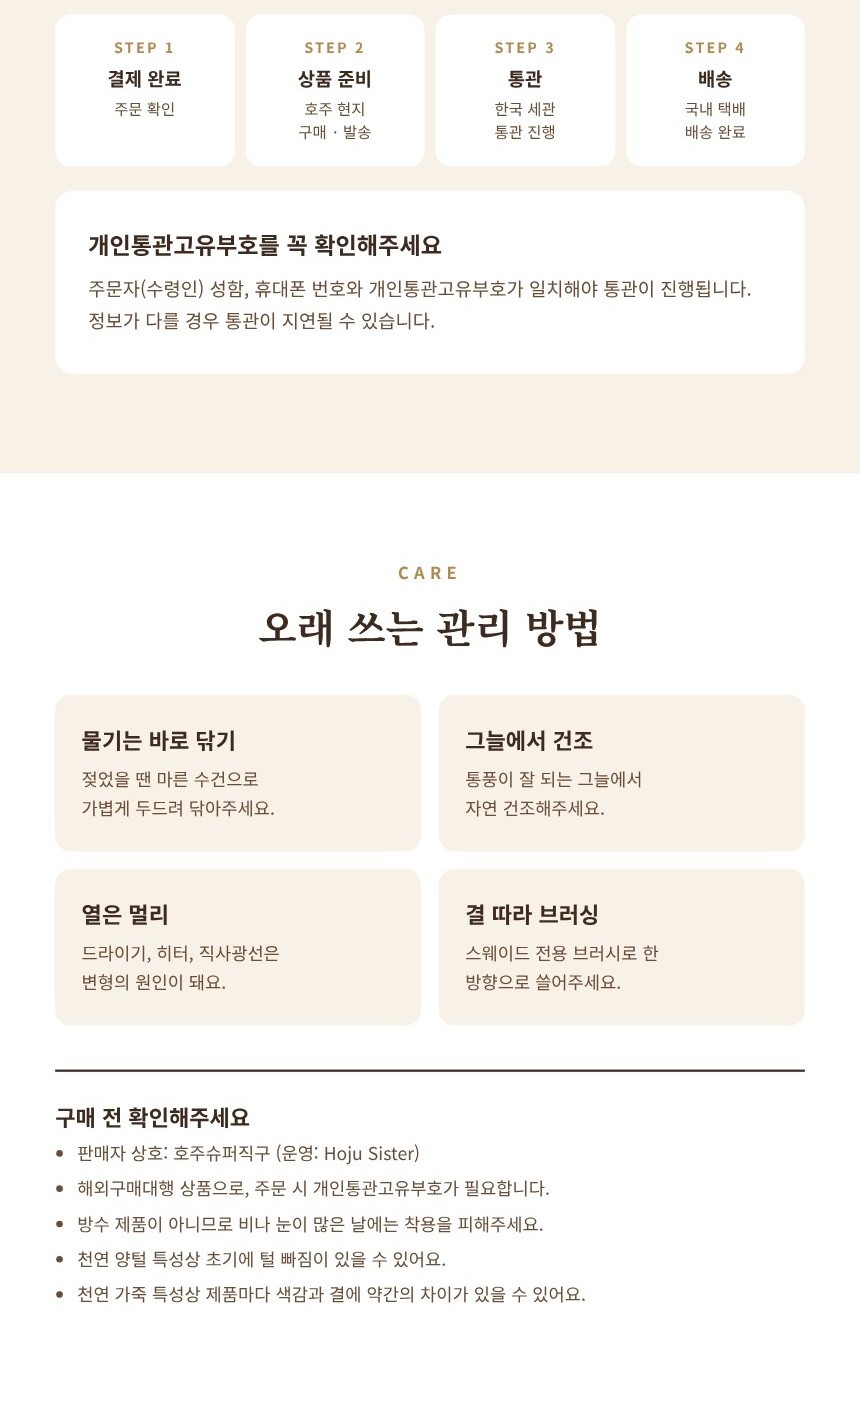 STEP 1
결제 완료
주문 확인
STEP 2
상품 준비
호주 현지
구매 · 발송
STEP 3
통관
한국 세관
통관 진행
STEP 4
배송
국내 택배
배송 완료
개인통관고유부호를 꼭 확인해주세요
주문자(수령인) 성함, 휴대폰 번호와 개인통관고유부호가 일치해야 통관이 진행됩니다.
정보가 다를 경우 통관이 지연될 수 있습니다.
CARE
오래 쓰는 관리 방법
물기는 바로 닦기
젖었을 땐 마른 수건으로
가볍게 두드려 닦아주세요.
그늘에서 건조
통풍이 잘 되는 그늘에서
자연 건조해주세요.
열은 멀리
드라이기, 히터, 직사광선은
변형의 원인이 돼요.
결 따라 브러싱
스웨이드 전용 브러시로 한
방향으로 쓸어주세요.
구매 전 확인해주세요
• 판매자 상호: 호주슈퍼직구 (운영: Hoju Sister)
• 해외구매대행 상품으로, 주문 시 개인통관고유부호가 필요합니다.
• 방수 제품이 아니므로 비나 눈이 많은 날에는 착용을 피해주세요.
• 천연 양털 특성상 초기에 털 빠짐이 있을 수 있어요.
• 천연 가죽 특성상 제품마다 색감과 결에 약간의 차이가 있을 수 있어요.